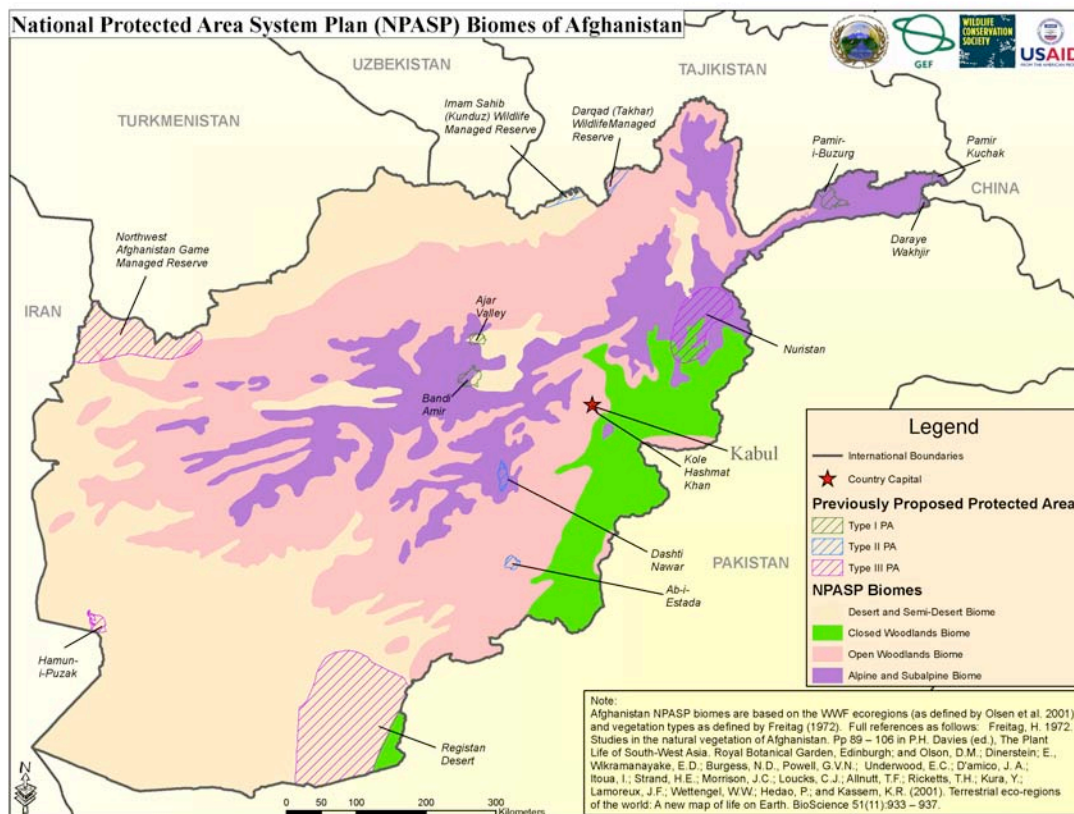 National Protected Area System Plan (NPASP) Biomes of Afghanistan
GEF
WILDLIFE
CONSERVATION
SOCIETY
USAID
FROM THE AMERICAN PEOPLE
UZBEKISTAN
TAJIKISTAN
TURKMENISTAN
CHINA
IRAN
PAKISTAN
Imam Sahib
(Kunduz) Wildlife
Managed Reserve
Darqad (Takhar)
WildlifeManaged
Reserve
Pamir-
i-Buzurg
Pamir
Kuchak
Daraye
Wakhjir
Northwest
Afghanistan Game
Managed Reserve
Ajar
Valley
Bandi
Amir
Nuristan
Kabul
Kole
Hashmat
Khan
Dashti
Nawar
Ab-i-
Estada
Hamun-
i-Puzak
Registan
Desert
N
0 50 100 200 300
Kilometers
Legend
International Boundaries
Country Capital
Previously Proposed Protected Area
Type I PA
Type II PA
Type III PA
NPASP Biomes
Desert and Semi-Desert Biome
Closed Woodlands Biome
Open Woodlands Biome
Alpine and Subalpine Biome
Note:
Afghanistan NPASP biomes are based on the WWF ecoregions (as defined by Olsen et al. 2001)
and vegetation types as defined by Freitag (1972). Full references as follows: Freitag, H. 1972.
Studies in the natural vegetation of Afghanistan. Pp 89 – 106 in P.H. Davies (ed.), The Plant
Life of South-West Asia. Royal Botanical Garden, Edinburgh; and Olson, D.M.; Dinerstein; E.,
Wikramanayake, E.D.; Burgess, N.D., Powell, G.V.N.; Underwood, E.C.; D'amico, J. A.;
Itoua, I.; Strand, H.E.; Morrison, J.C.; Loucks, C.J.; Allnutt, T.F.; Ricketts, T.H.; Kura, Y.;
Lamoreux, J.F.; Wettengel, W.W.; Hedao, P.; and Kassem, K.R. (2001). Terrestrial eco-regions
of the world: A new map of life on Earth. BioScience 51(11):933 – 937.